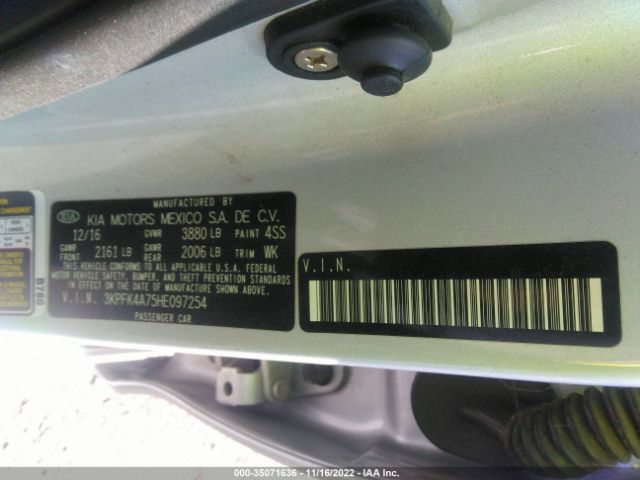 MANUFACTURED BY
KIA KIA MOTORS MEXICO S.A. DE C.V.
12/16 GVWR 3880 LB PAINT 4SS
GAWR FRONT 2161 LB GAWR REAR 2006 LB TRIM WK
THIS VEHICLE CONFORMS TO ALL APPLICABLE U.S.A. FEDERAL
MOTOR VEHICLE SAFETY, BUMPER, AND THEFT PREVENTION STANDARDS
IN EFFECT ON THE DATE OF MANUFACTURE SHOWN ABOVE.
V.I.N. 3KPFK4A75HE097254
PASSENGER CAR
V.I.N.
B760
000-35071636 - 11/16/2022 - IAA Inc.